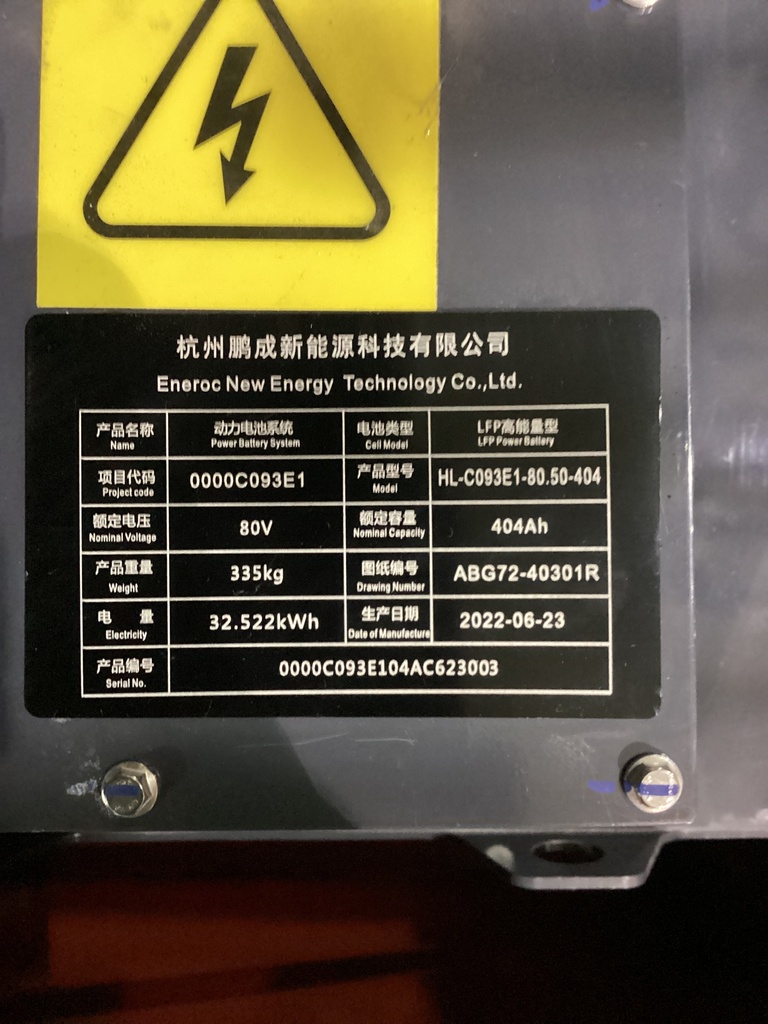 杭州鹏成新能源科技有限公司
Eneroc New Energy Technology Co.,Ltd.
产品名称 动力电池系统 电池类型 LFP高能量型
Name Power Battery System Cell Model LFP Power Battery
项目代码 0000C093E1 产品型号 HL-C093E1-80.50-404
Project code Model
额定电压 80V 额定容量 404Ah
Nominal Voltage Nominal Capacity
产品重量 335kg 图纸编号 ABG72-40301R
Weight Drawing Number
电 量 32.522kWh 生产日期 2022-06-23
Electricity Date of Manufacture
产品编号 0000C093E104AC623003
Serial No.